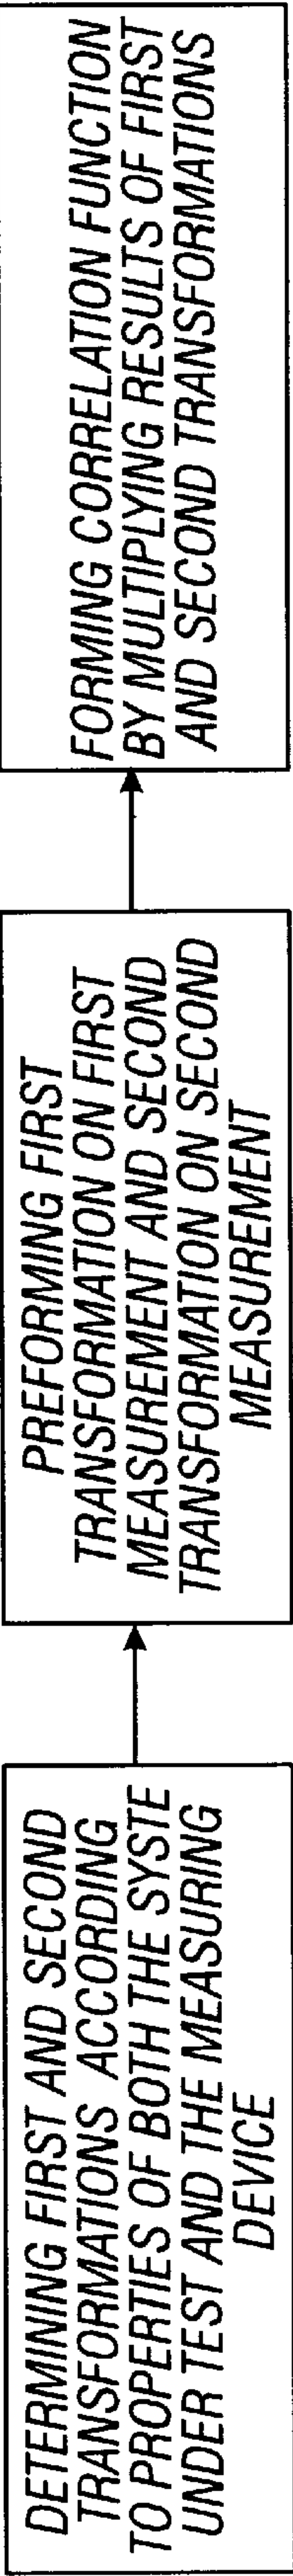 DETERMINING FIRST AND SECOND
TRANSFORMATIONS ACCORDING
TO PROPERTIES OF BOTH THE SYSTE
UNDER TEST AND THE MEASURING
DEVICE
PREFORMING FIRST
TRANSFORMATION ON FIRST
MEASUREMENT AND SECOND
TRANSFORMATION ON SECOND
MEASUREMENT
FORMING CORRELATION FUNCTION
BY MULTIPLYING RESULTS OF FIRST
AND SECOND TRANSFORMATIONS